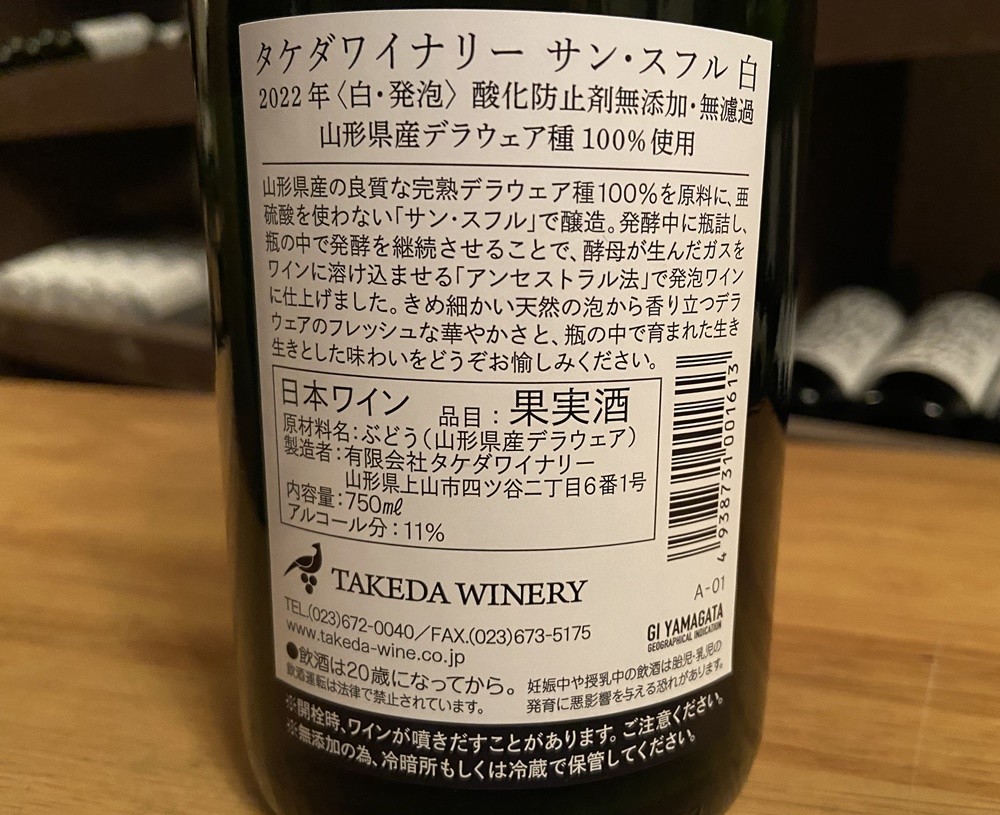 タケダワイナリー サン・スフル 白
2022年〈白・発泡〉酸化防止剤無添加・無濾過
山形県産デラウェア種100%使用
山形県産の良質な完熟デラウェア種100%を原料に、亜
硫酸を使わない「サン・スフル」で醸造。発酵中に瓶詰し、
瓶の中で発酵を継続させることで、酵母が生んだガスを
ワインに溶け込ませる「アンセストラル法」で発泡ワイン
に仕上げました。きめ細かい天然の泡から香り立つデラ
ウェアのフレッシュな華やかさと、瓶の中で育まれた生き
生きとした味わいをどうぞお愉しみください。
日本ワイン 品目:果実酒
原材料名:ぶどう(山形県産デラウェア)
製造者:有限会社タケダワイナリー
山形県上山市四ツ谷二丁目6番1号
内容量:750㎖
アルコール分:11%
4938731001613
TAKEDA WINERY
A-01
TEL.(023)672-0040/FAX.(023)673-5175
www.takeda-wine.co.jp
GI YAMAGATA
GEOGRAPHICAL INDICATION
●飲酒は20歳になってから。
飲酒運転は法律で禁止されています。
妊娠中や授乳中の飲酒は胎児・乳児の
発育に悪影響を与える恐れがあります。
※開栓時、ワインが噴きだすことがあります。ご注意ください。
※無添加の為、冷暗所もしくは冷蔵で保管してください。